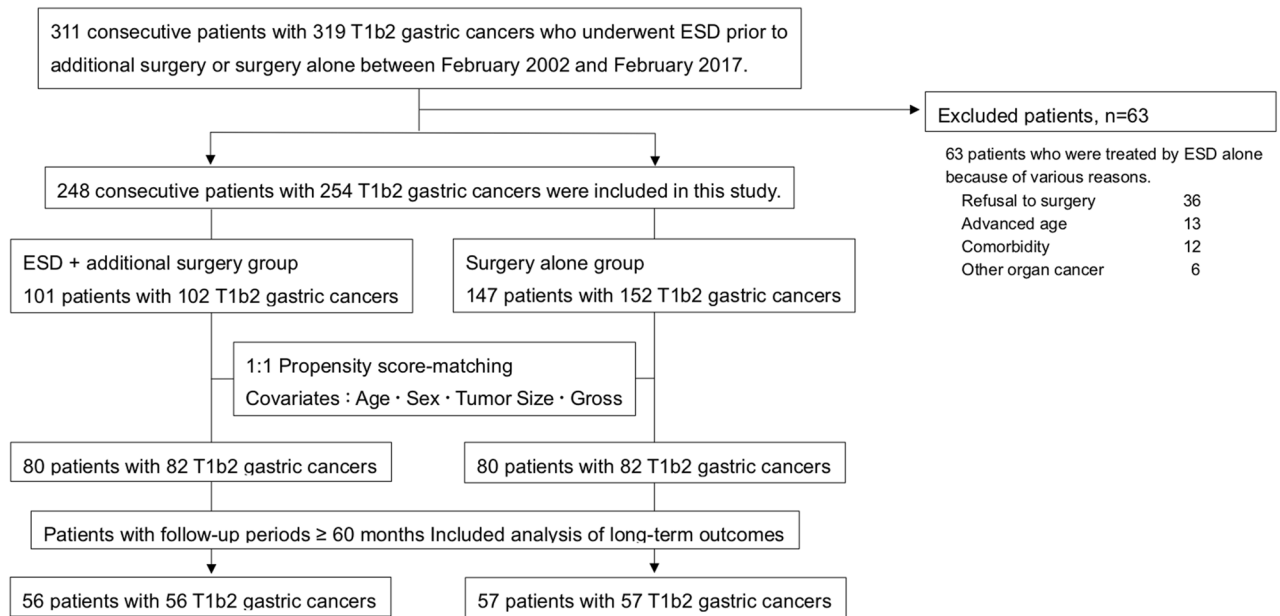 311 consecutive patients with 319 T1b2 gastric cancers who underwent ESD prior to
additional surgery or surgery alone between February 2002 and February 2017.
Excluded patients, n=63
63 patients who were treated by ESD alone
because of various reasons.
Refusal to surgery 36
Advanced age 13
Comorbidity 12
Other organ cancer 6
248 consecutive patients with 254 T1b2 gastric cancers were included in this study.
ESD + additional surgery group
101 patients with 102 T1b2 gastric cancers
Surgery alone group
147 patients with 152 T1b2 gastric cancers
1:1 Propensity score-matching
Covariates：Age・Sex・Tumor Size・Gross
80 patients with 82 T1b2 gastric cancers
80 patients with 82 T1b2 gastric cancers
Patients with follow-up periods ≥ 60 months Included analysis of long-term outcomes
56 patients with 56 T1b2 gastric cancers
57 patients with 57 T1b2 gastric cancers